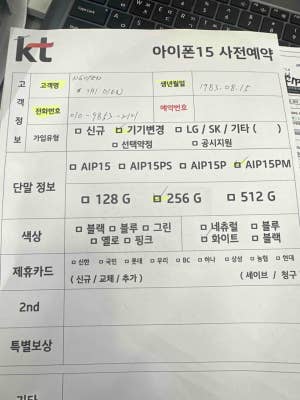 kt 아이폰15 사전예약
고객정보
고객명
생년월일 1983.08.15
전화번호
예약번호
가입유형 □ 신규 □ 기기변경 □ LG / SK / 기타 ( )
□ 선택약정 □ 공시지원
단말 정보 □ AIP15 □ AIP15PS □ AIP15P □ AIP15PM
□ 128 G □ 256 G □ 512 G
색상 □ 블랙 □ 블루 □ 그린 □ 네츄럴 □ 블루
□ 옐로 □ 핑크 □ 화이트 □ 블랙
제휴카드 □ 신한 □ 국민 □ 롯데 □ 우리 □ BC □ 하나 □ 삼성 □ 농협 □ 현대
( 신규 / 교체 / 추가 ) ( 세이브 / 청구
2nd
특별보상
기타